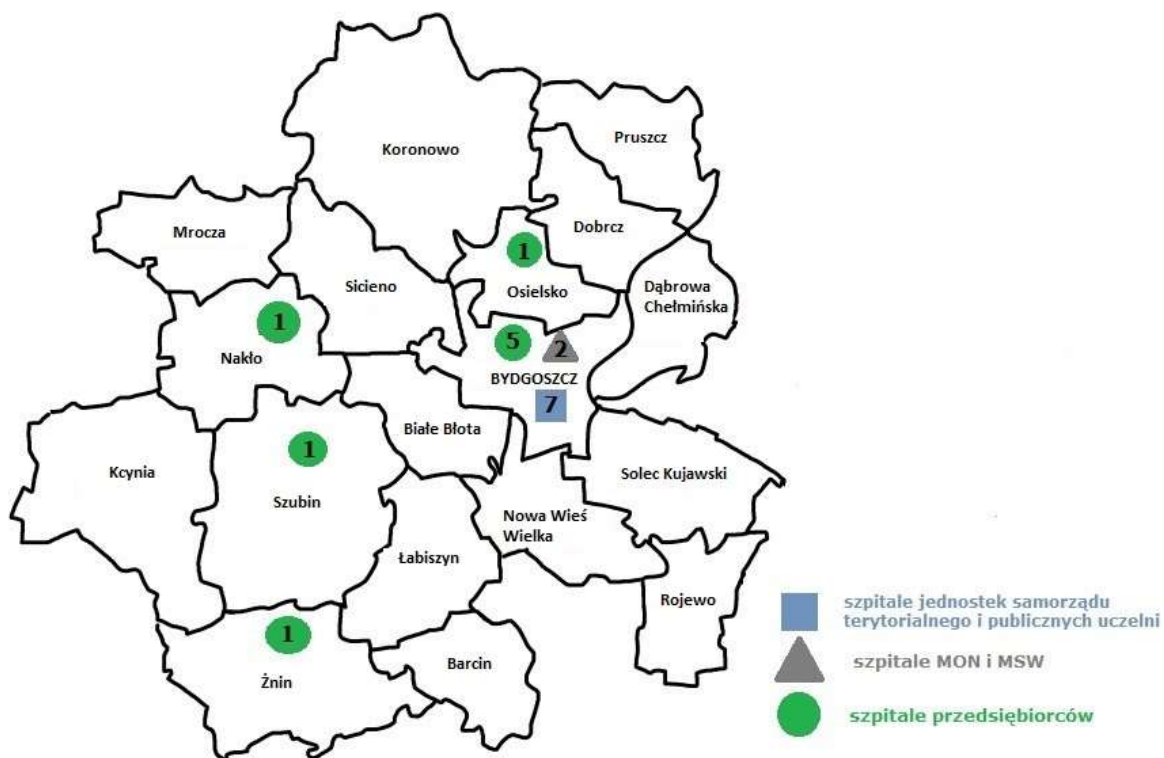 Koronowo
Pruszcz
Mrocza
Dobrcz
1
Sicieno
Osielsko
Dąbrowa
Chełmińska
1
Nakło
5
2
BYDGOSZCZ
7
Białe Błota
Kcynia
1
Szubin
Solec Kujawski
Nowa Wieś
Wielka
Łabiszyn
Rojewo
1
Żnin
Barcin
szpitale jednostek samorządu
terytorialnego i publicznych uczelni
szpitale MON i MSW
szpitale przedsiębiorców